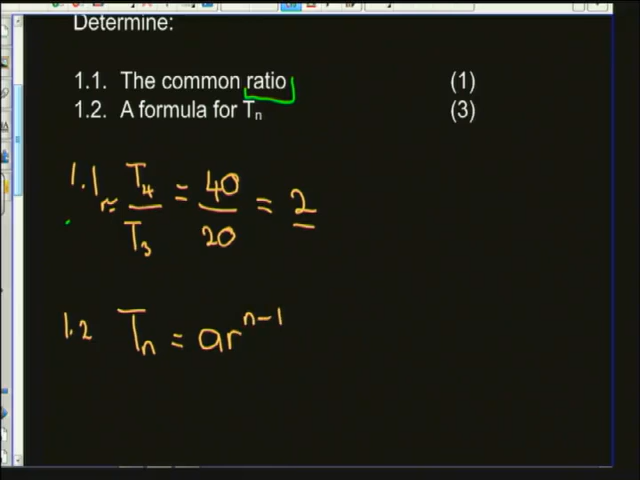 Determine:
1.1. The common ratio (1)
1.2. A formula for Tn (3)
1.1 r = T4/T3 = 40/20 = 2
1.2 Tn = ar^n-1